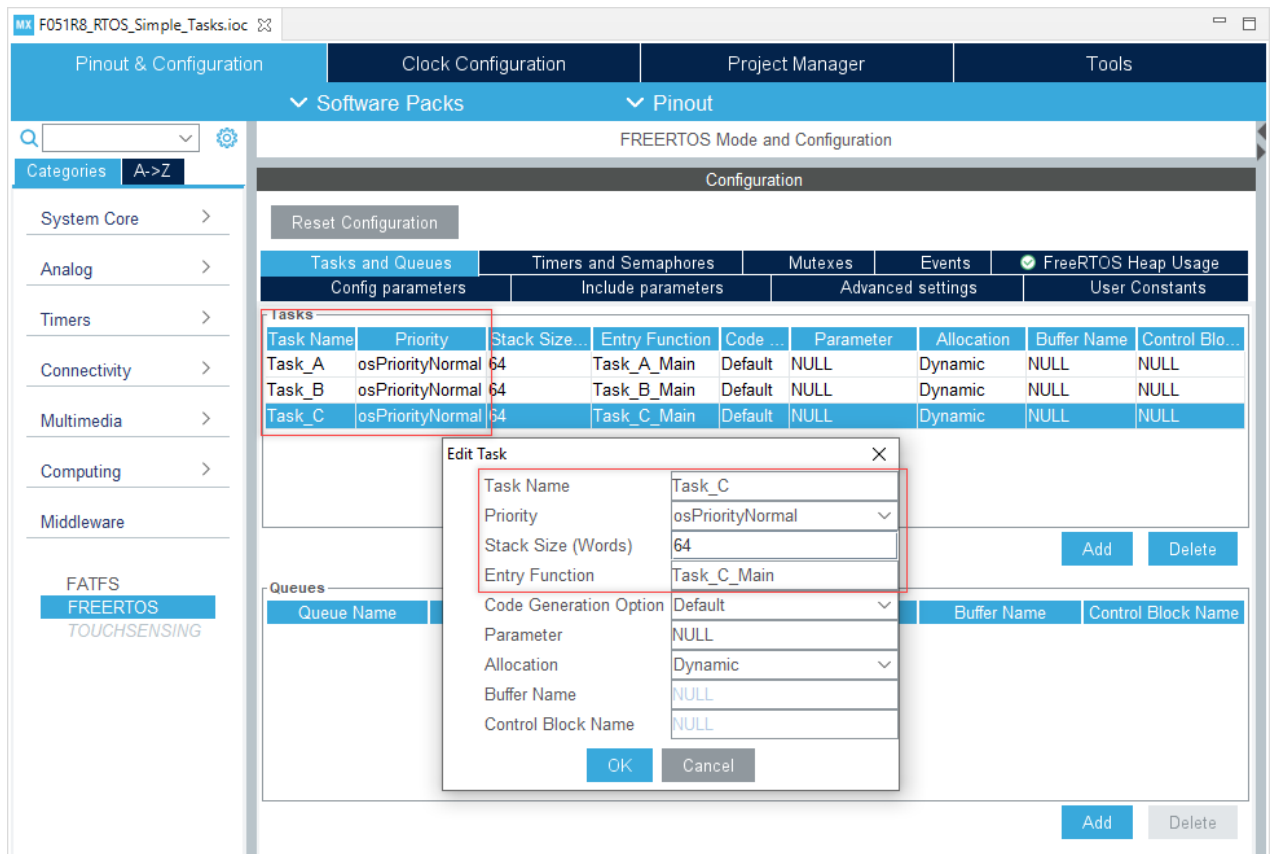 MX F051R8_RTOS_Simple_Tasks.ioc
Pinout & Configuration Clock Configuration Project Manager Tools
Software Packs Pinout
FREERTOS Mode and Configuration
Categories A->Z
Configuration
System Core
Analog
Timers
Connectivity
Multimedia
Computing
Middleware
FATFS
FREERTOS
TOUCHSENSING
Reset Configuration
Tasks and Queues Timers and Semaphores Mutexes Events FreeRTOS Heap Usage
Config parameters Include parameters Advanced settings User Constants
Tasks
Task Name Priority Stack Size... Entry Function Code ... Parameter Allocation Buffer Name Control Blo...
Task_A osPriorityNormal 64 Task_A_Main Default NULL Dynamic NULL NULL
Task_B osPriorityNormal 64 Task_B_Main Default NULL Dynamic NULL NULL
Task_C osPriorityNormal 64 Task_C_Main Default NULL Dynamic NULL NULL
Add Delete
Edit Task
Task Name Task_C
Priority osPriorityNormal
Stack Size (Words) 64
Entry Function Task_C_Main
Code Generation Option Default
Parameter NULL
Allocation Dynamic
Buffer Name NULL
Control Block Name NULL
OK Cancel
Queues
Queue Name Buffer Name Control Block Name
Add Delete